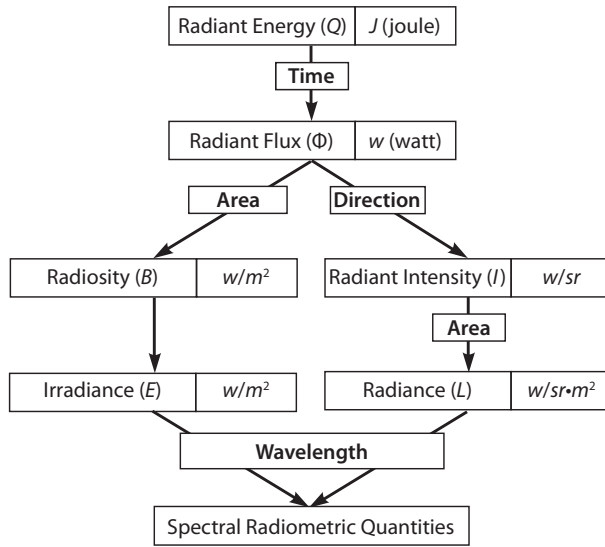 Radiant Energy (Q) J (joule)
Time
Radiant Flux (Φ) w (watt)
Area Direction
Radiosity (B) w/m² Radiant Intensity (I) w/sr
Area
Irradiance (E) w/m² Radiance (L) w/sr•m²
Wavelength
Spectral Radiometric Quantities